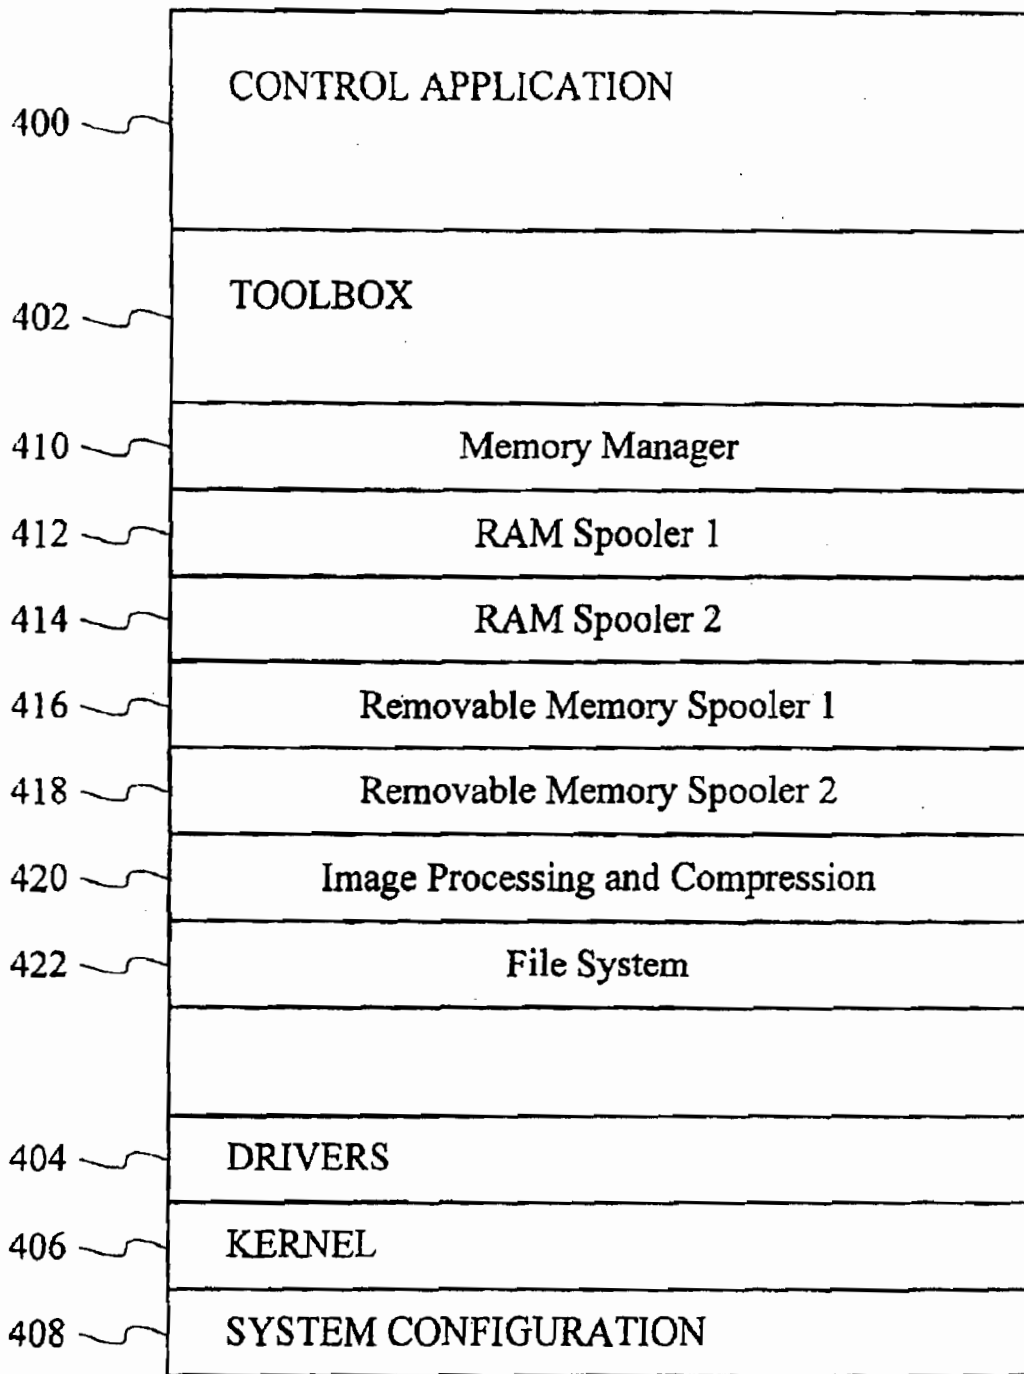 CONTROL APPLICATION
400
TOOLBOX
402
410 Memory Manager
412 RAM Spooler 1
414 RAM Spooler 2
416 Removable Memory Spooler 1
418 Removable Memory Spooler 2
420 Image Processing and Compression
422 File System
404 DRIVERS
406 KERNEL
408 SYSTEM CONFIGURATION